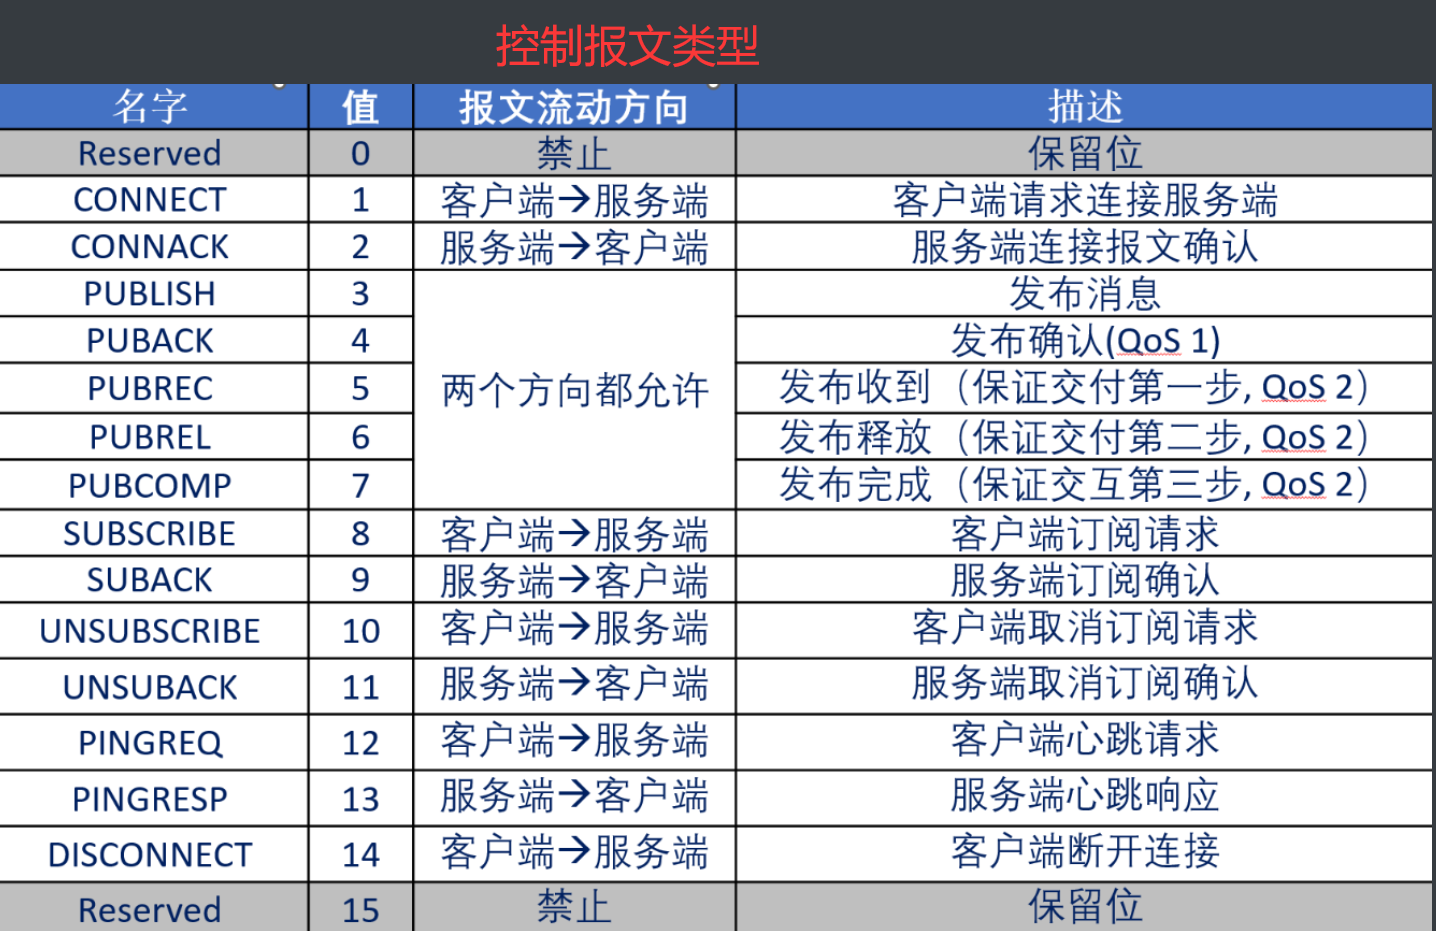 控制报文类型
名字 值 报文流动方向 描述
Reserved 0 禁止 保留位
CONNECT 1 客户端→服务端 客户端请求连接服务端
CONNACK 2 服务端→客户端 服务端连接报文确认
PUBLISH 3 发布消息
PUBACK 4 发布确认(QoS 1)
PUBREC 5 两个方向都允许 发布收到（保证交付第一步, QoS 2）
PUBREL 6 发布释放（保证交付第二步, QoS 2）
PUBCOMP 7 发布完成（保证交互第三步, QoS 2）
SUBSCRIBE 8 客户端→服务端 客户端订阅请求
SUBACK 9 服务端→客户端 服务端订阅确认
UNSUBSCRIBE 10 客户端→服务端 客户端取消订阅请求
UNSUBACK 11 服务端→客户端 服务端取消订阅确认
PINGREQ 12 客户端→服务端 客户端心跳请求
PINGRESP 13 服务端→客户端 服务端心跳响应
DISCONNECT 14 客户端→服务端 客户端断开连接
Reserved 15 禁止 保留位